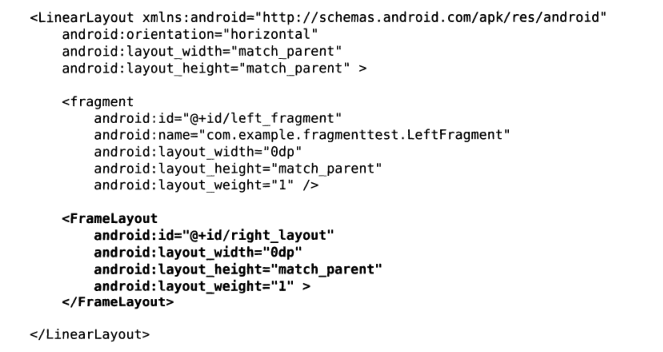 <LinearLayout xmlns:android="http://schemas.android.com/apk/res/android"
    android:orientation="horizontal"
    android:layout_width="match_parent"
    android:layout_height="match_parent" >

    <fragment
        android:id="@+id/left_fragment"
        android:name="com.example.fragmenttest.LeftFragment"
        android:layout_width="0dp"
        android:layout_height="match_parent"
        android:layout_weight="1" />

    <FrameLayout
        android:id="@+id/right_layout"
        android:layout_width="0dp"
        android:layout_height="match_parent"
        android:layout_weight="1" >
    </FrameLayout>

</LinearLayout>